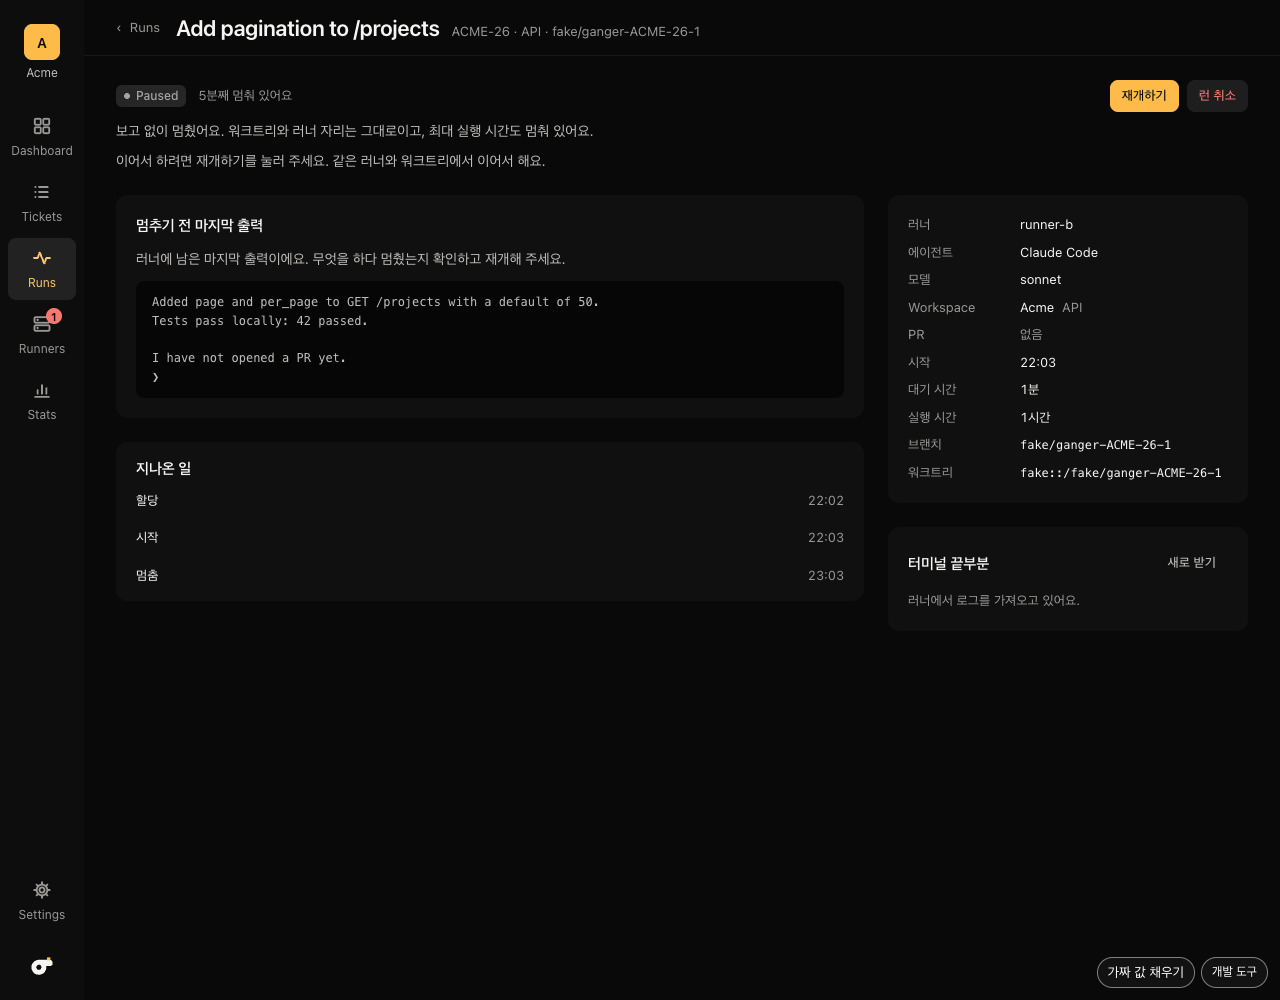 A
Acme
Dashboard
Tickets
Runs
1
Runners
Stats
Settings
‹ Runs
Add pagination to /projects
ACME-26 · API · fake/ganger-ACME-26-1
Paused
5분째 멈춰 있어요
재개하기
런 취소
보고 없이 멈췄어요. 워크트리와 러너 자리는 그대로이고, 최대 실행 시간도 멈춰 있어요.
이어서 하려면 재개하기를 눌러 주세요. 같은 러너와 워크트리에서 이어서 해요.
멈추기 전 마지막 출력
러너에 남은 마지막 출력이에요. 무엇을 하다 멈췄는지 확인하고 재개해 주세요.
Added page and per_page to GET /projects with a default of 50.
Tests pass locally: 42 passed.
I have not opened a PR yet.
❯
지나온 일
할당 22:02
시작 22:03
멈춤 23:03
러너 runner-b
에이전트 Claude Code
모델 sonnet
Workspace Acme API
PR 없음
시작 22:03
대기 시간 1분
실행 시간 1시간
브랜치 fake/ganger-ACME-26-1
워크트리 fake::/fake/ganger-ACME-26-1
터미널 끝부분
새로 받기
러너에서 로그를 가져오고 있어요.
가짜 값 채우기
개발 도구